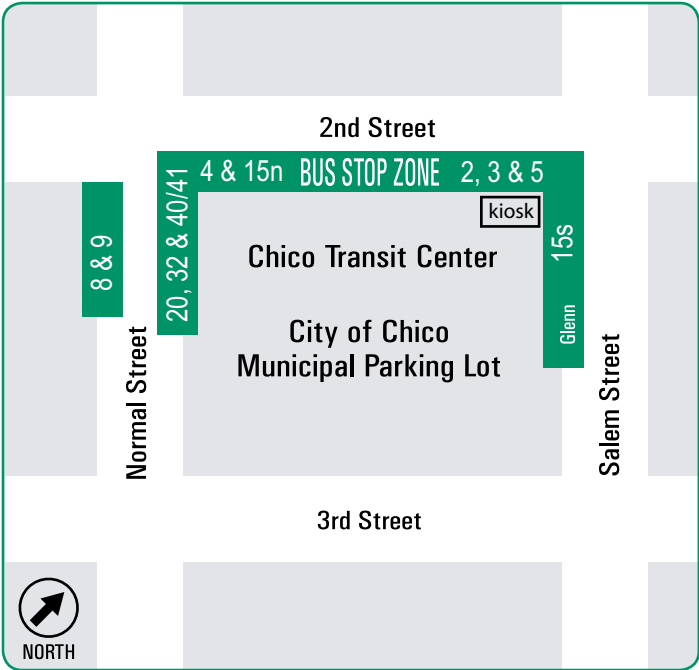 2nd Street
4 & 15n BUS STOP ZONE 2, 3 & 5
kiosk
8 & 9
20, 32 & 40/41
15s
Glenn
Chico Transit Center
City of Chico
Municipal Parking Lot
Normal Street
Salem Street
3rd Street
NORTH